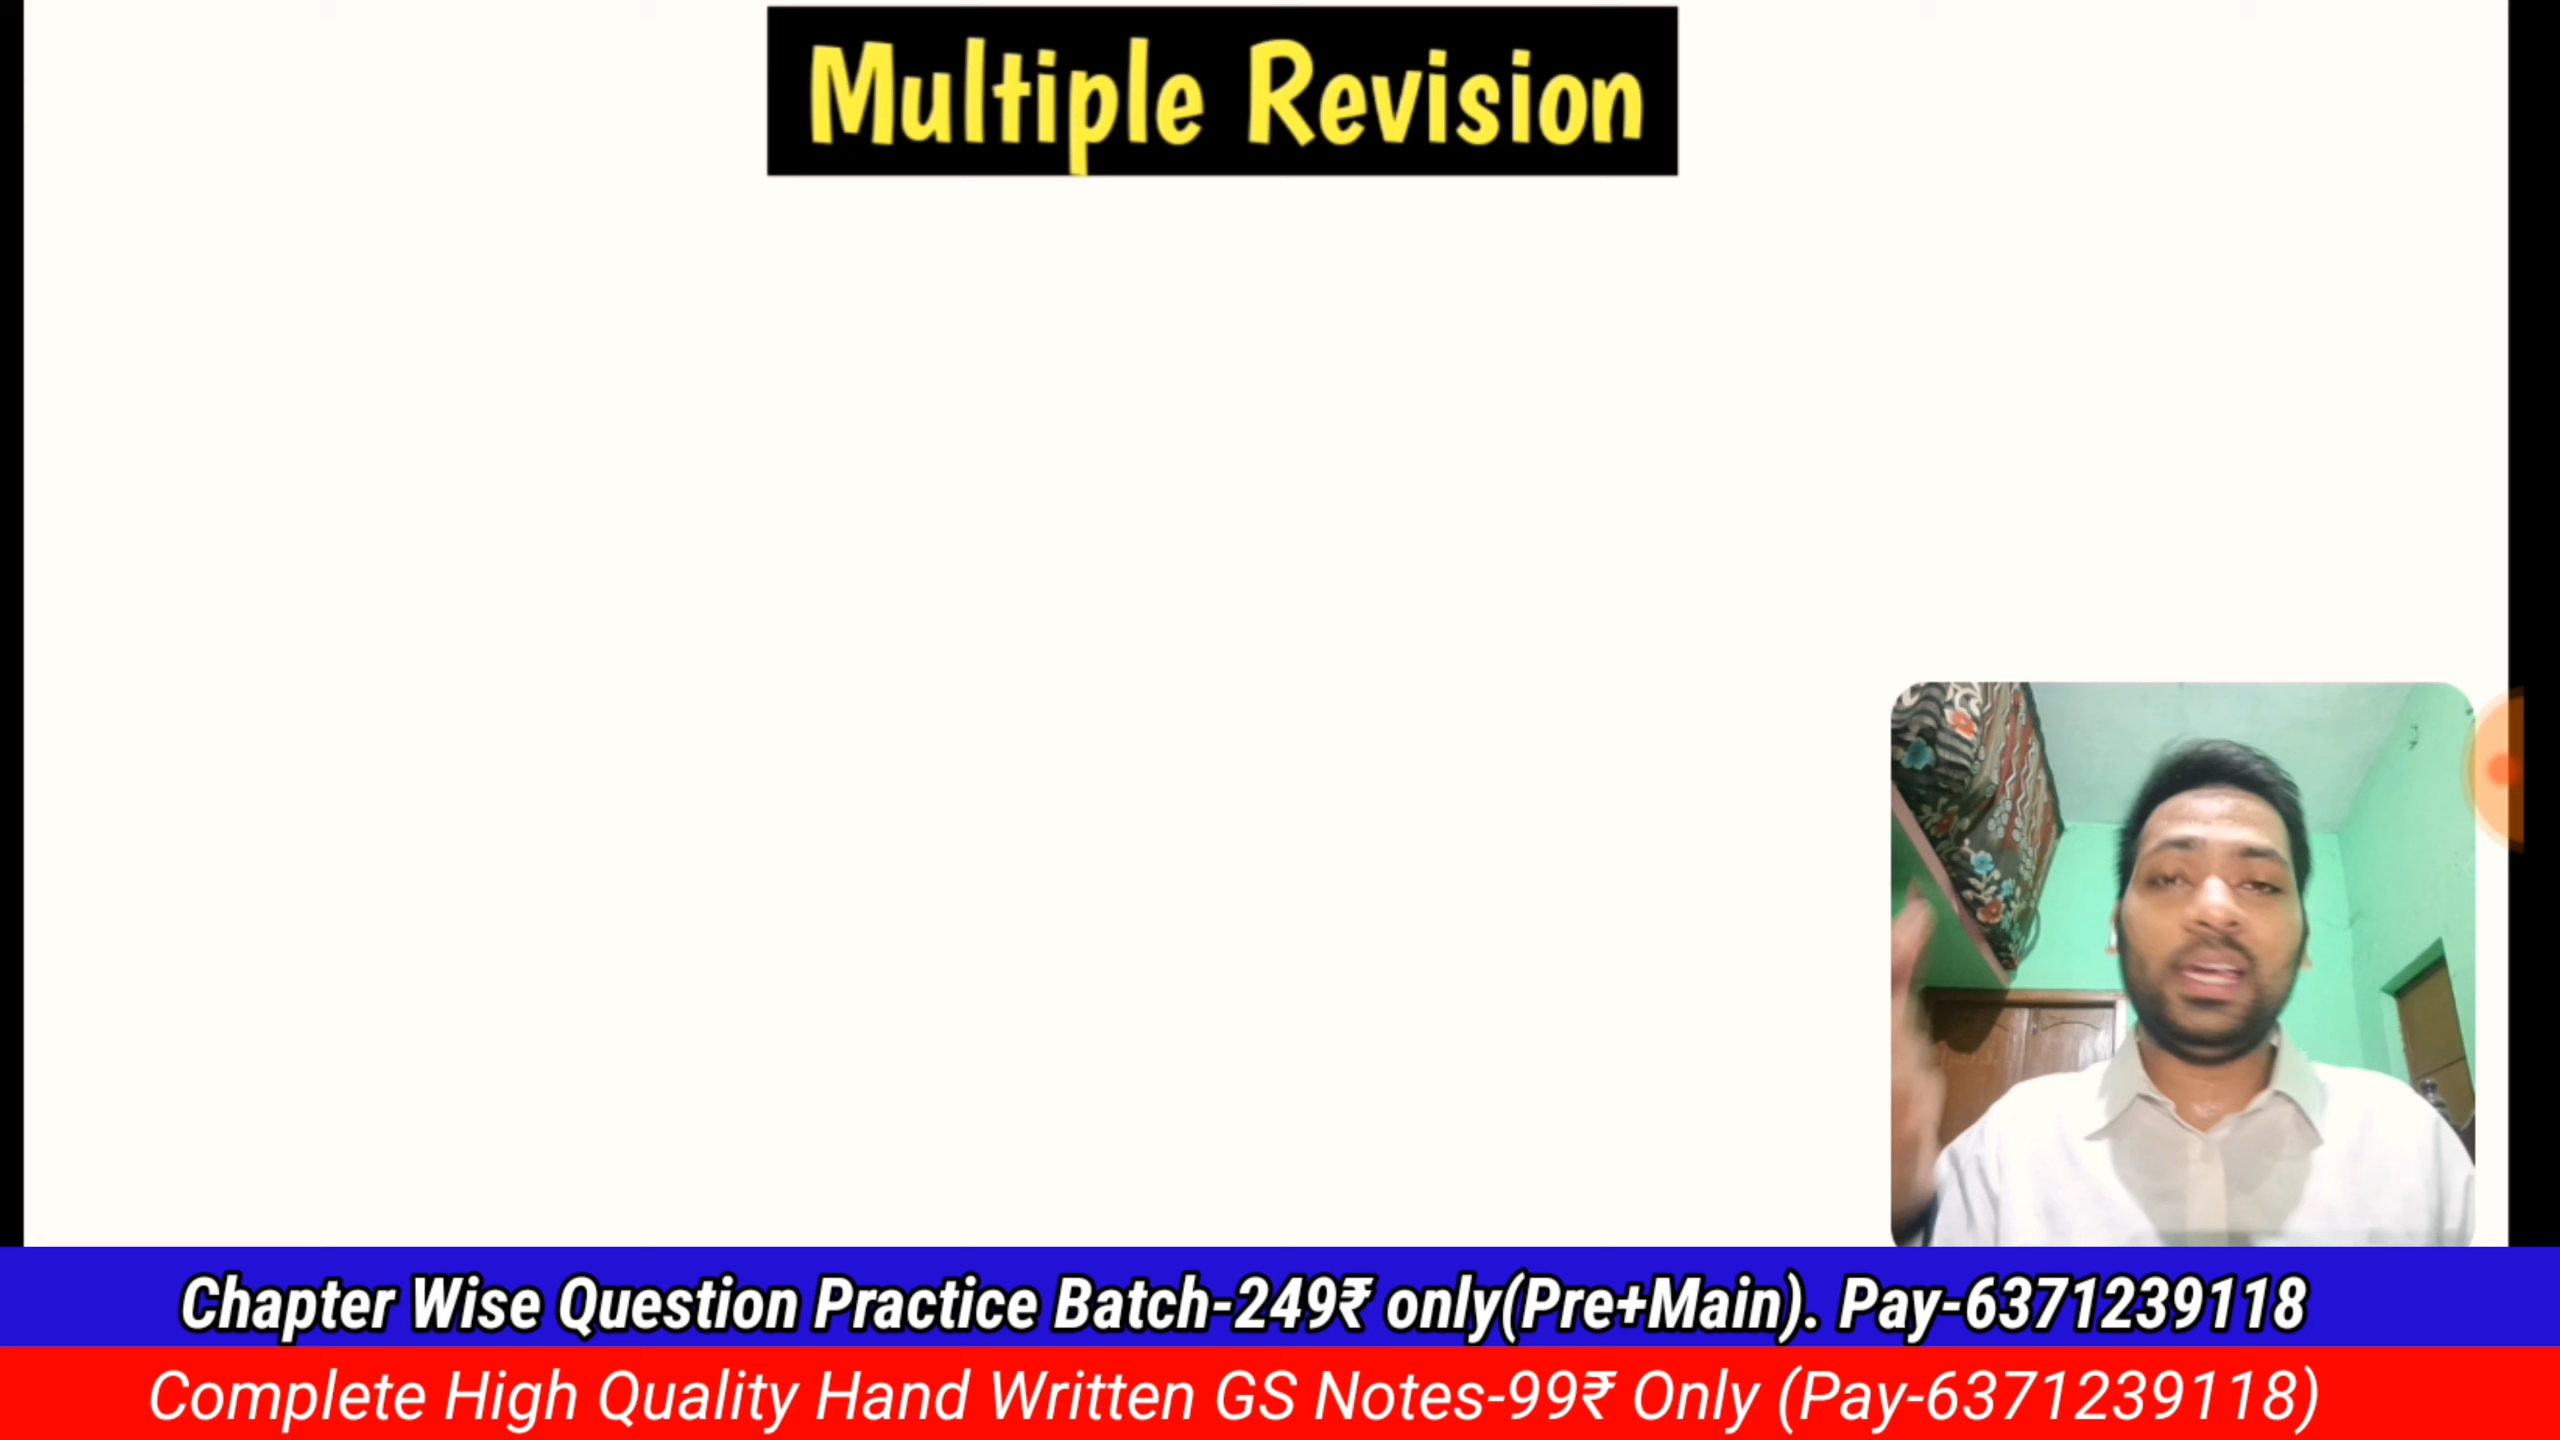 Multiple Revision
Chapter Wise Question Practice Batch-249₹ only(Pre+Main). Pay-6371239118
Complete High Quality Hand Written GS Notes-99₹ Only (Pay-6371239118)